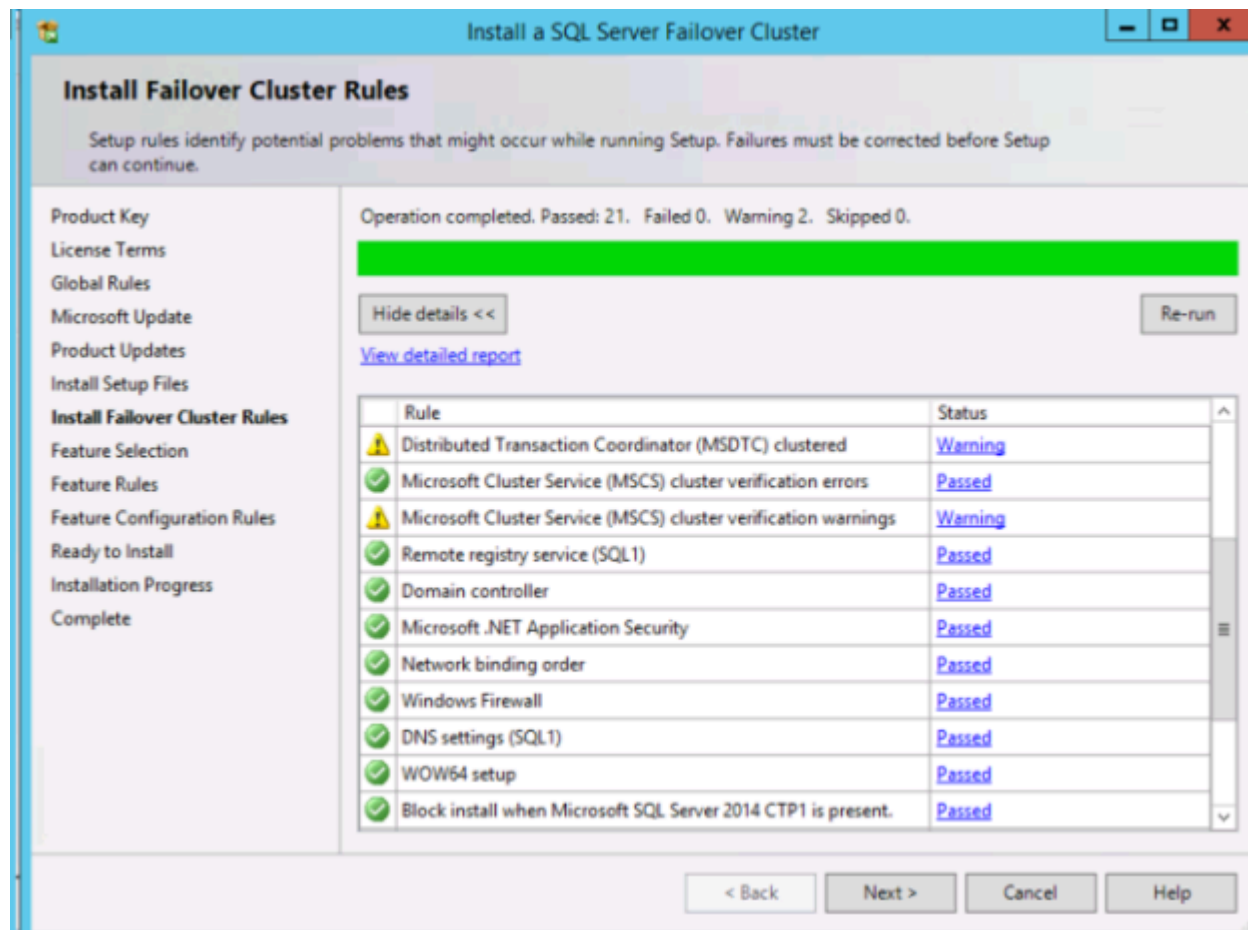 Install a SQL Server Failover Cluster
Install Failover Cluster Rules
Setup rules identify potential problems that might occur while running Setup. Failures must be corrected before Setup
can continue.
Product Key
License Terms
Global Rules
Microsoft Update
Product Updates
Install Setup Files
Install Failover Cluster Rules
Feature Selection
Feature Rules
Feature Configuration Rules
Ready to Install
Installation Progress
Complete
Operation completed. Passed: 21. Failed 0. Warning 2. Skipped 0.
Hide details << Re-run
View detailed report
Rule Status
Distributed Transaction Coordinator (MSDTC) clustered Warning
Microsoft Cluster Service (MSCS) cluster verification errors Passed
Microsoft Cluster Service (MSCS) cluster verification warnings Warning
Remote registry service (SQL1) Passed
Domain controller Passed
Microsoft .NET Application Security Passed
Network binding order Passed
Windows Firewall Passed
DNS settings (SQL1) Passed
WOW64 setup Passed
Block install when Microsoft SQL Server 2014 CTP1 is present. Passed
< Back Next > Cancel Help